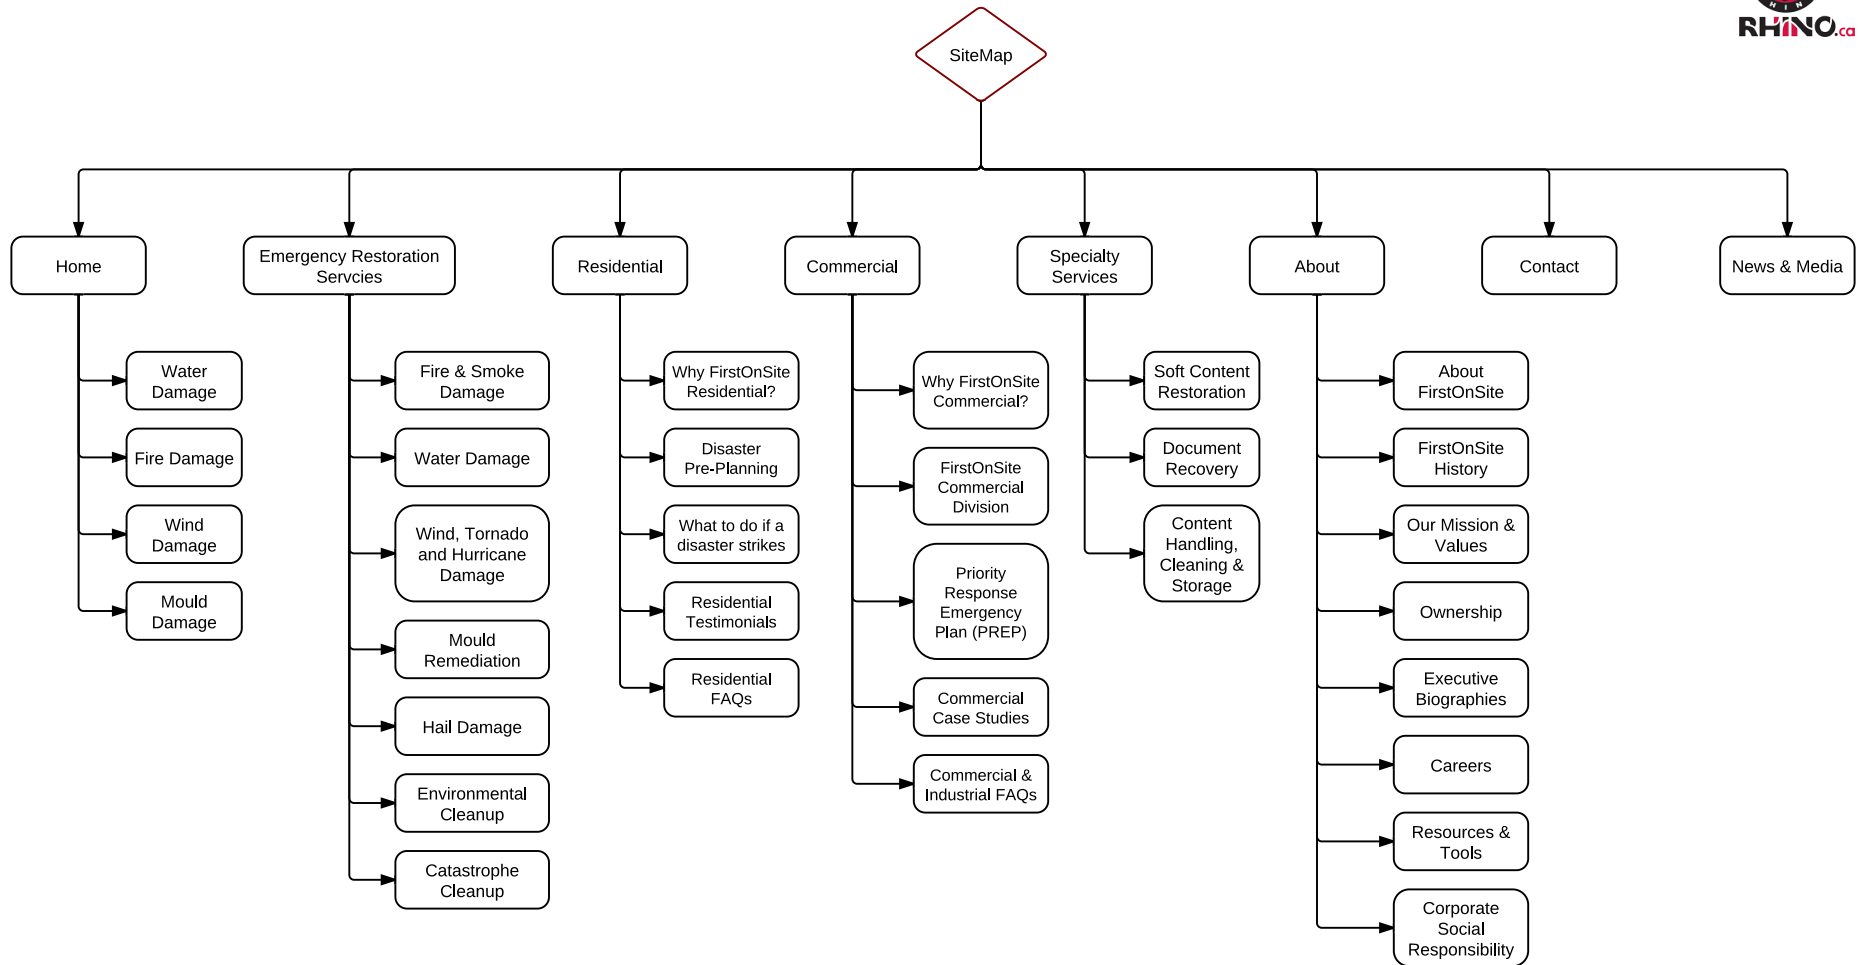 HIN
RHINO.ca
SiteMap
Home
Emergency Restoration
Servcies
Residential
Commercial
Specialty
Services
About
Contact
News & Media
Water
Damage
Fire Damage
Wind
Damage
Mould
Damage
Fire & Smoke
Damage
Water Damage
Wind, Tornado
and Hurricane
Damage
Mould
Remediation
Hail Damage
Environmental
Cleanup
Catastrophe
Cleanup
Why FirstOnSite
Residential?
Disaster
Pre-Planning
What to do if a
disaster strikes
Residential
Testimonials
Residential
FAQs
Why FirstOnSite
Commercial?
FirstOnSite
Commercial
Division
Priority
Response
Emergency
Plan (PREP)
Commercial
Case Studies
Commercial &
Industrial FAQs
Soft Content
Restoration
Document
Recovery
Content
Handling,
Cleaning &
Storage
About
FirstOnSite
FirstOnSite
History
Our Mission &
Values
Ownership
Executive
Biographies
Careers
Resources &
Tools
Corporate
Social
Responsibility